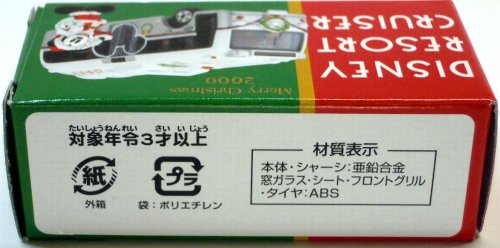 DISNEY
RESORT
CRUISER
Merry Christmas
2009
たいしょうねんれい さい いじょう
対象年令3才以上
紙
外箱
プラ
袋：ポリエチレン
材質表示
本体・シャーシ：亜鉛合金
窓ガラス・シート・フロントグリル
・タイヤ：ABS